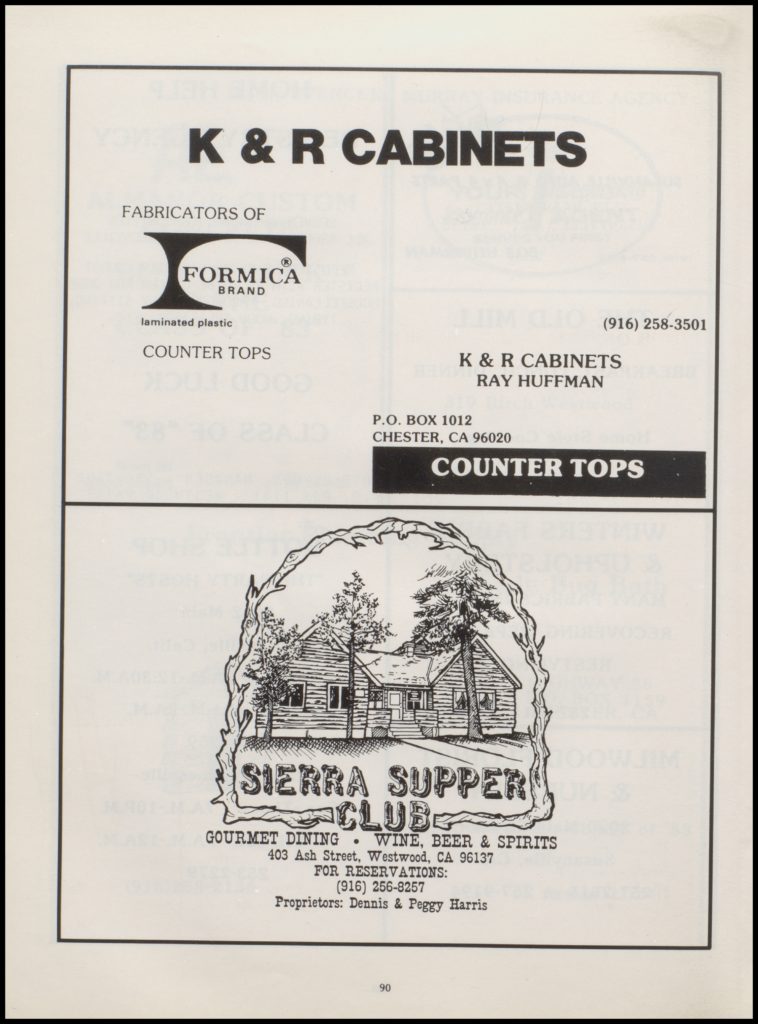 K & R CABINETS
FABRICATORS OF
FORMICA®
BRAND
laminated plastic
COUNTER TOPS
(916) 258-3501
K & R CABINETS
RAY HUFFMAN
P.O. BOX 1012
CHESTER, CA 96020
COUNTER TOPS
SIERRA SUPPER
CLUB
GOURMET DINING • WINE, BEER & SPIRITS
403 Ash Street, Westwood, CA 96137
FOR RESERVATIONS:
(916) 256-8257
Proprietors: Dennis & Peggy Harris
90